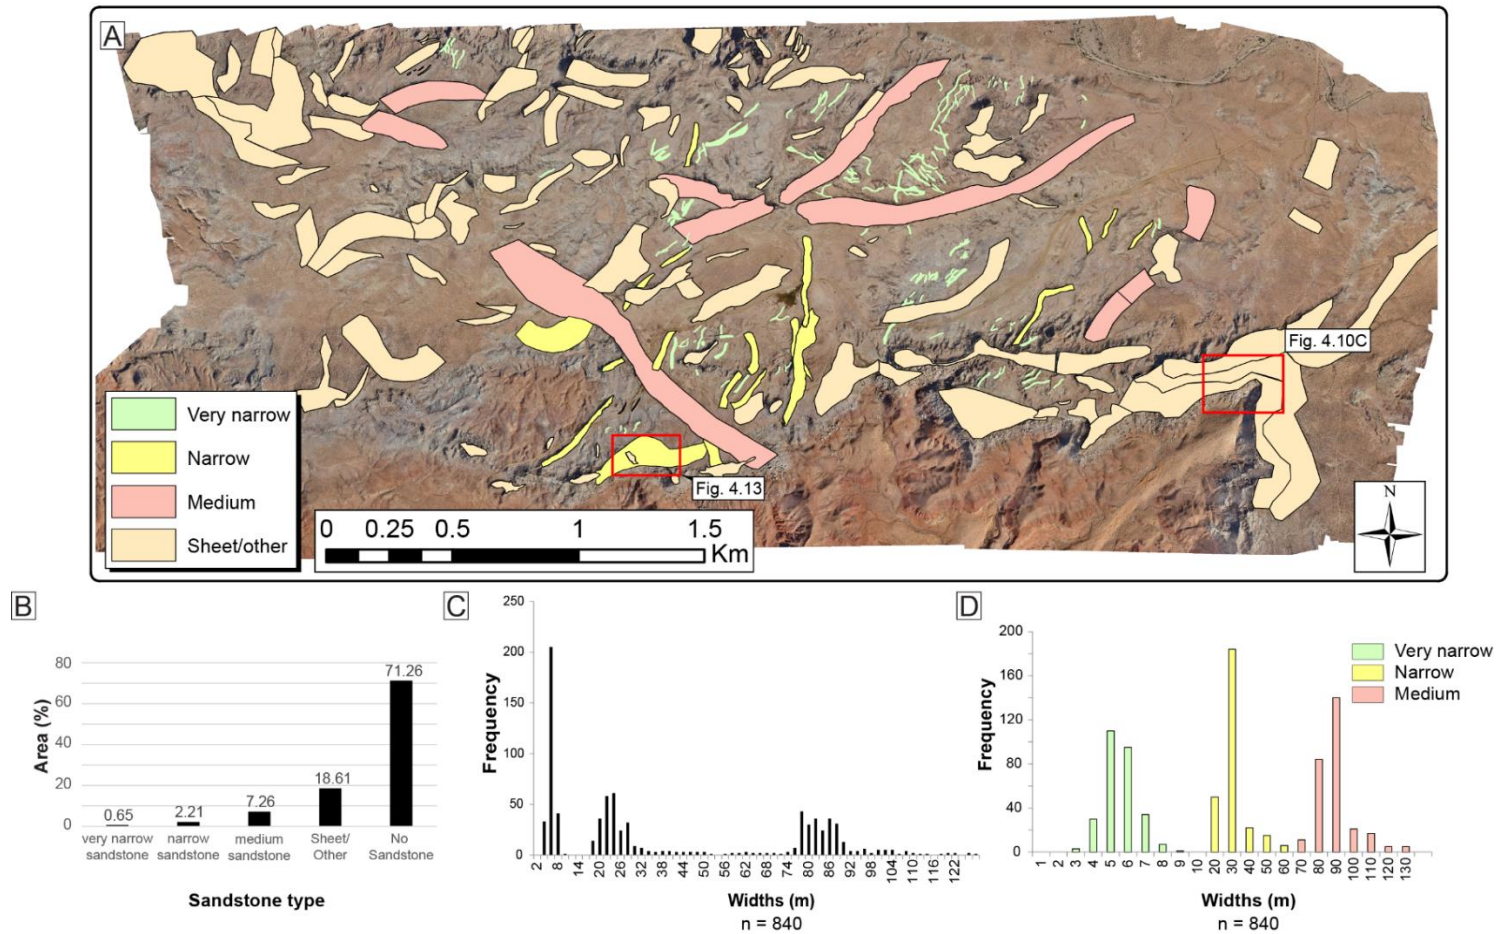 A
N
Fig. 4.10C
Very narrow
Narrow
Medium
Sheet/other
Fig. 4.13
0 0.25 0.5 1 1.5
Km
B
80
60
40
20
0
Area (%)
0.65
2.21
7.26
18.61
71.26
very narrow sandstone
narrow sandstone
medium sandstone
Sheet/ Other
No Sandstone
Sandstone type
C
250
200
150
100
50
0
Frequency
2 8 20 26 32 38 44 50 56 62 68 74 80 86 92 98 104 110 116 122
Widths (m)
n = 840
D
200
160
120
80
40
0
Frequency
Very narrow
Narrow
Medium
1 2 3 4 5 6 7 8 9 10 20 30 40 50 60 70 80 90 100 110 120 130
Widths (m)
n = 840